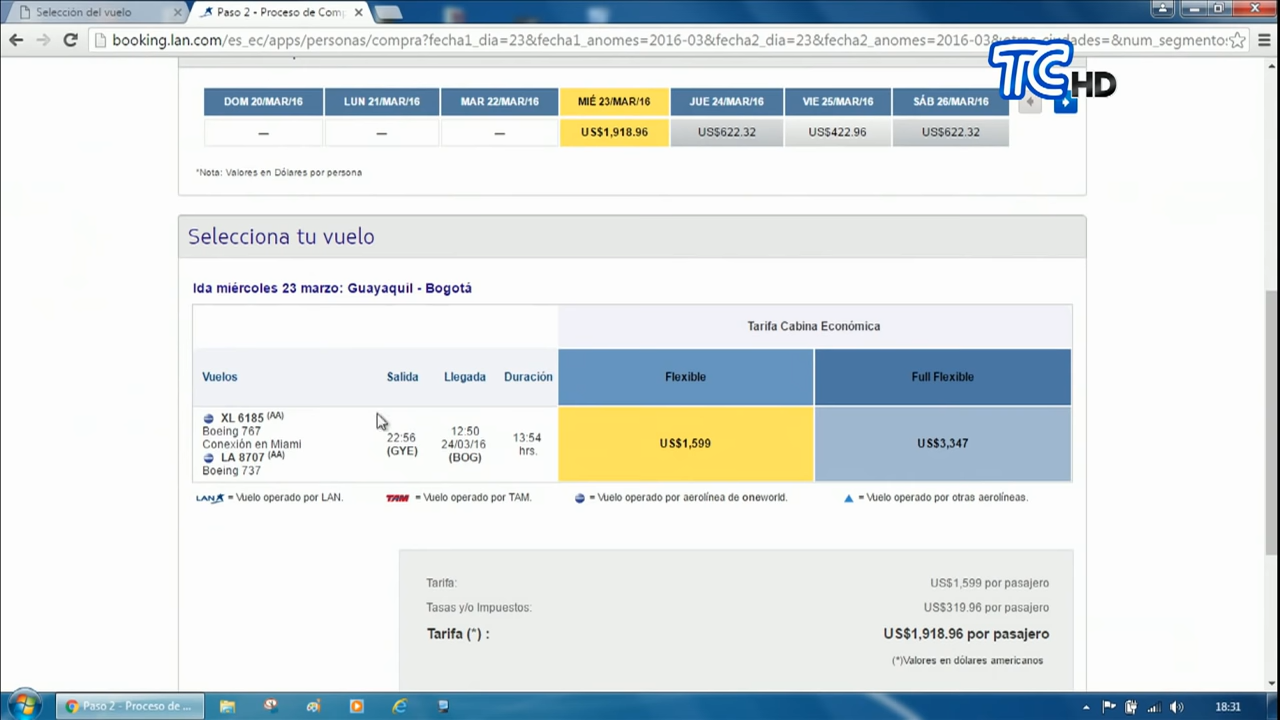 Selección del vuelo
Paso 2 - Proceso de Com
booking.lan.com/es_ec/apps/personas/compra?fecha1_dia=23&fecha1_anomes=2016-03&fecha2_dia=23&fecha2_anomes=2016-03&otras_ciudades=&num_segmento
TC HD
DOM 20/MAR/16 LUN 21/MAR/16 MAR 22/MAR/16 MIÉ 23/MAR/16 JUE 24/MAR/16 VIE 25/MAR/16 SÁB 26/MAR/16
— — — US$1,918.96 US$622.32 US$422.96 US$622.32
*Nota: Valores en Dólares por persona
Selecciona tu vuelo
Ida miércoles 23 marzo: Guayaquil - Bogotá
Tarifa Cabina Económica
Vuelos Salida Llegada Duración Flexible Full Flexible
XL 6185 (AA)
Boeing 767
Conexión en Miami
LA 8707 (AA)
Boeing 737
22:56
(GYE)
12:50
24/03/16
(BOG)
13:54
hrs.
US$1,599
US$3,347
LAN = Vuelo operado por LAN. TAM = Vuelo operado por TAM. = Vuelo operado por aerolínea de oneworld. = Vuelo operado por otras aerolíneas.
Tarifa: US$1,599 por pasajero
Tasas y/o Impuestos: US$319.96 por pasajero
Tarifa (*) : US$1,918.96 por pasajero
(*)Valores en dólares americanos
Paso 2 - Proceso de ...
18:31